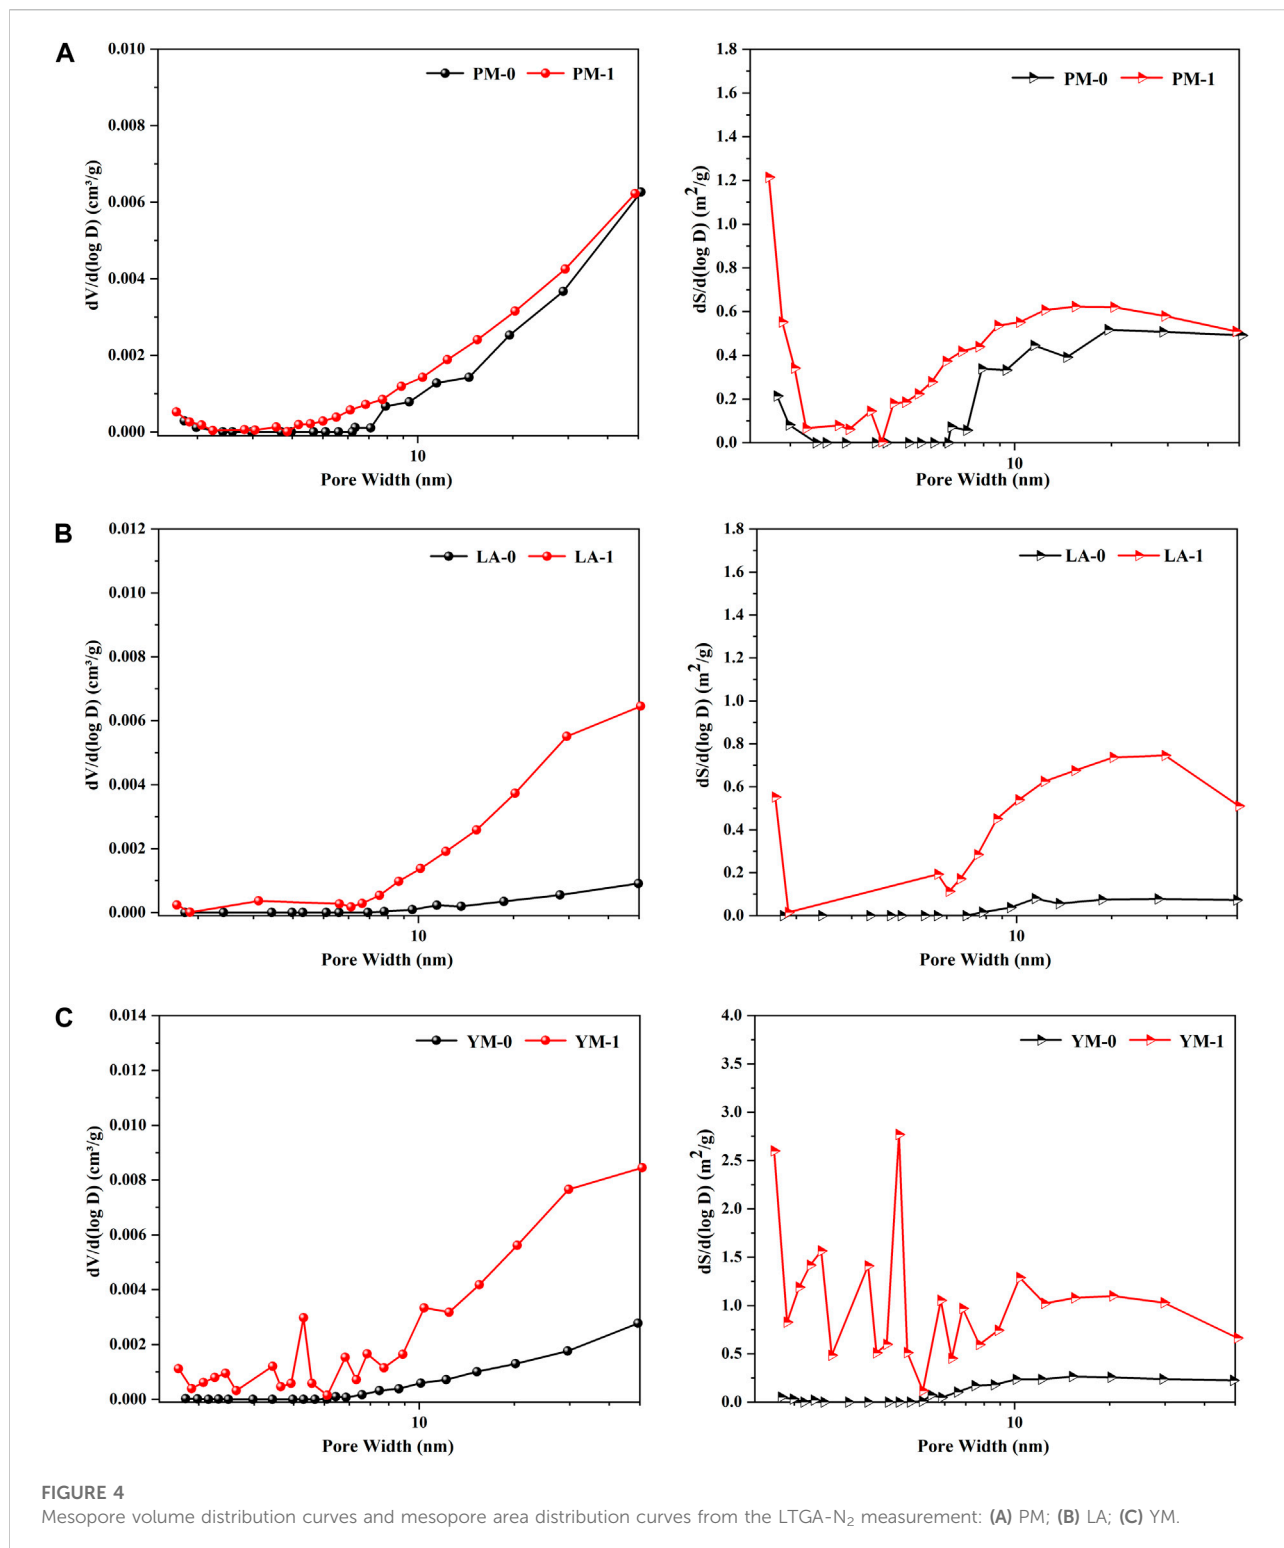 A
0.010
0.008
0.006
0.004
0.002
0.000
dV/d(log D) (cm³/g)
PM-0 PM-1
10
Pore Width (nm)
1.8
1.6
1.4
1.2
1.0
0.8
0.6
0.4
0.2
0.0
dS/d(log D) (m²/g)
PM-0 PM-1
10
Pore Width (nm)
B
0.012
0.010
0.008
0.006
0.004
0.002
0.000
dV/d(log D) (cm³/g)
LA-0 LA-1
10
Pore Width (nm)
1.8
1.6
1.4
1.2
1.0
0.8
0.6
0.4
0.2
0.0
dS/d(log D) (m²/g)
LA-0 LA-1
10
Pore Width (nm)
C
0.014
0.012
0.010
0.008
0.006
0.004
0.002
0.000
dV/d(log D) (cm³/g)
YM-0 YM-1
10
Pore Width (nm)
4.0
3.5
3.0
2.5
2.0
1.5
1.0
0.5
0.0
dS/d(log D) (m²/g)
YM-0 YM-1
10
Pore Width (nm)
FIGURE 4
Mesopore volume distribution curves and mesopore area distribution curves from the LTGA-N₂ measurement: (A) PM; (B) LA; (C) YM.